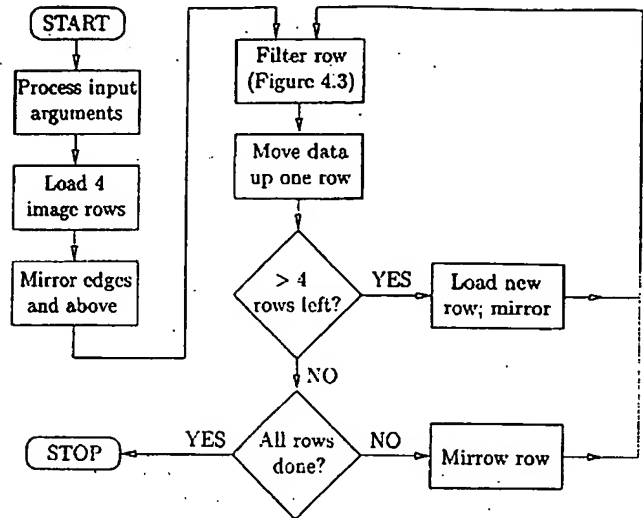 START
Process input
arguments
Load 4
image rows
Mirror edges
and above
Filter row
(Figure 4.3)
Move data
up one row
> 4
rows left?
YES
Load new
row; mirror
NO
All rows
done?
YES
STOP
NO
Mirrow row